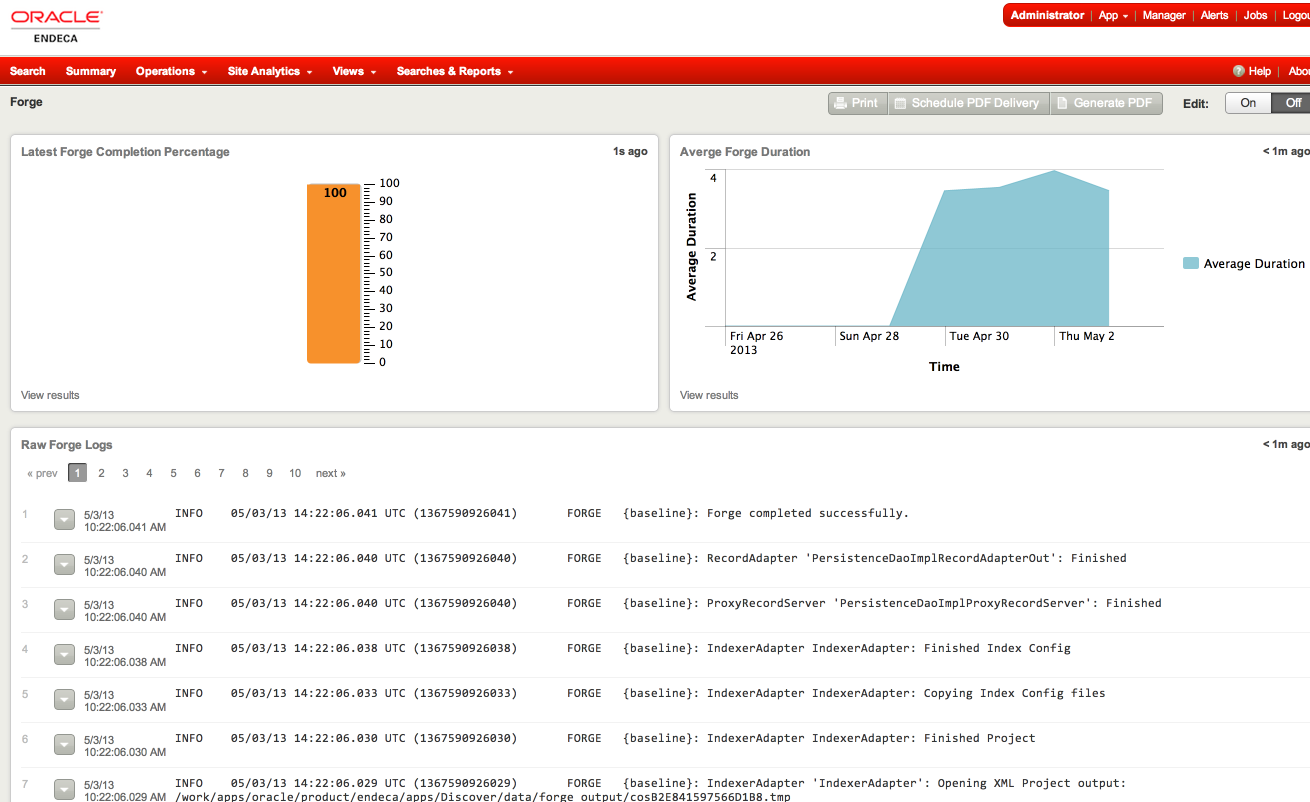 ORACLE
ENDECA
Administrator App Manager Alerts Jobs
Search Summary Operations Site Analytics Views Searches & Reports Help
Forge Print Schedule PDF Delivery Generate PDF Edit: On Off
Latest Forge Completion Percentage 1s ago
100
100
90
80
70
60
50
40
30
20
10
0
View results
Averge Forge Duration < 1m ago
4
2
Average Duration
Fri Apr 26 Sun Apr 28 Tue Apr 30 Thu May 2
2013
Time
Average Duration
View results
Raw Forge Logs < 1m ago
« prev 1 2 3 4 5 6 7 8 9 10 next »
1 5/3/13 INFO 05/03/13 14:22:06.041 UTC (1367590926041) FORGE {baseline}: Forge completed successfully.
10:22:06.041 AM
2 5/3/13 INFO 05/03/13 14:22:06.040 UTC (1367590926040) FORGE {baseline}: RecordAdapter 'PersistenceDaoImplRecordAdapterOut': Finished
10:22:06.040 AM
3 5/3/13 INFO 05/03/13 14:22:06.040 UTC (1367590926040) FORGE {baseline}: ProxyRecordServer 'PersistenceDaoImplProxyRecordServer': Finished
10:22:06.040 AM
4 5/3/13 INFO 05/03/13 14:22:06.038 UTC (1367590926038) FORGE {baseline}: IndexerAdapter IndexerAdapter: Finished Index Config
10:22:06.038 AM
5 5/3/13 INFO 05/03/13 14:22:06.033 UTC (1367590926033) FORGE {baseline}: IndexerAdapter IndexerAdapter: Copying Index Config files
10:22:06.033 AM
6 5/3/13 INFO 05/03/13 14:22:06.030 UTC (1367590926030) FORGE {baseline}: IndexerAdapter IndexerAdapter: Finished Project
10:22:06.030 AM
7 5/3/13 INFO 05/03/13 14:22:06.029 UTC (1367590926029) FORGE {baseline}: IndexerAdapter 'IndexerAdapter': Opening XML Project output:
10:22:06.029 AM /work/apps/oracle/product/endeca/apps/Discover/data/forge_output/cosB2E841597566D1B8.tmp